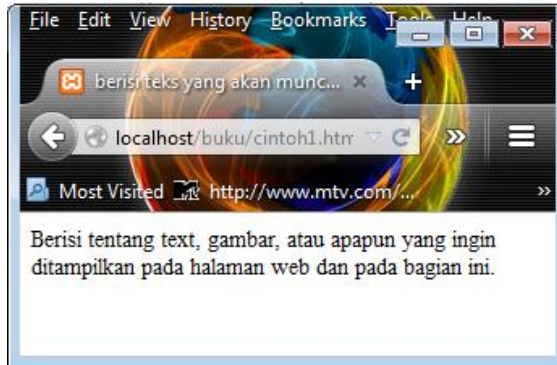 File Edit View History Bookmarks Tools Help
berisi teks yang akan munc...
localhost/buku/cintoh1.htm
Most Visited http://www.mtv.com/...
Berisi tentang text, gambar, atau apapun yang ingin
ditampilkan pada halaman web dan pada bagian ini.